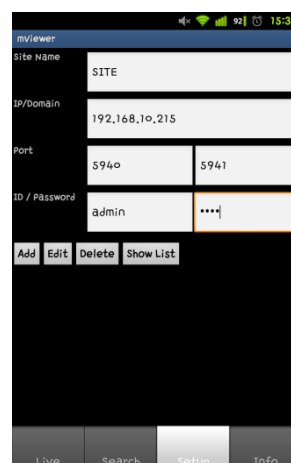 92 15:3
mViewer
Site Name
SITE
IP/Domain
192.168.10.215
Port
5940 5941
ID / Password
admin ••••
Add Edit Delete Show List
Live Search Setup Info